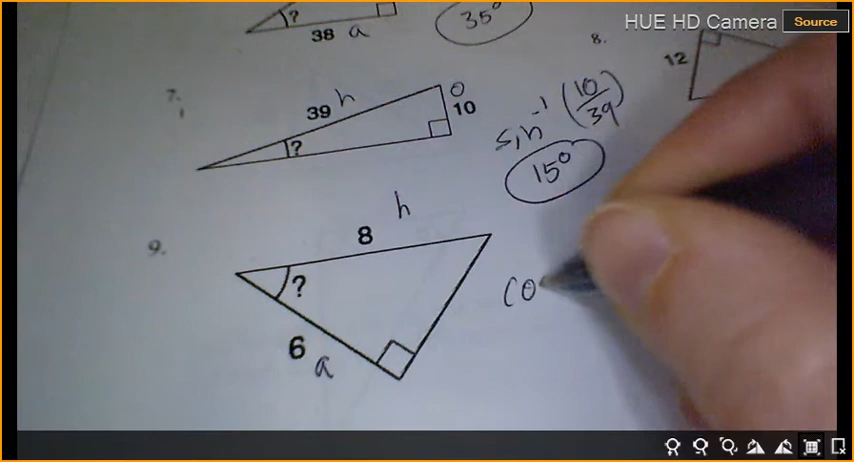 HUE HD Camera Source
?
38 a
35°
8.
12
7.
39 h
O
10
?
sin⁻¹ (10/39)
15°
9.
h
8
?
6
a
CO